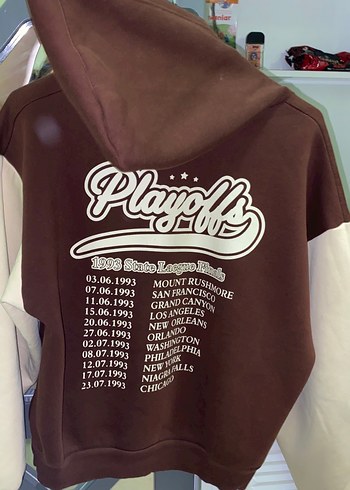 Playoffs
1993 State League Finals
03.06.1993 MOUNT RUSHMORE
07.06.1993 SAN FRANCISCO
11.06.1993 GRAND CANYON
15.06.1993 LOS ANGELES
20.06.1993 NEW ORLEANS
27.06.1993 ORLANDO
02.07.1993 WASHINGTON
08.07.1993 PHILADELPHIA
12.07.1993 NEW YORK
17.07.1993 NIAGRA FALLS
23.07.1993 CHICAGO